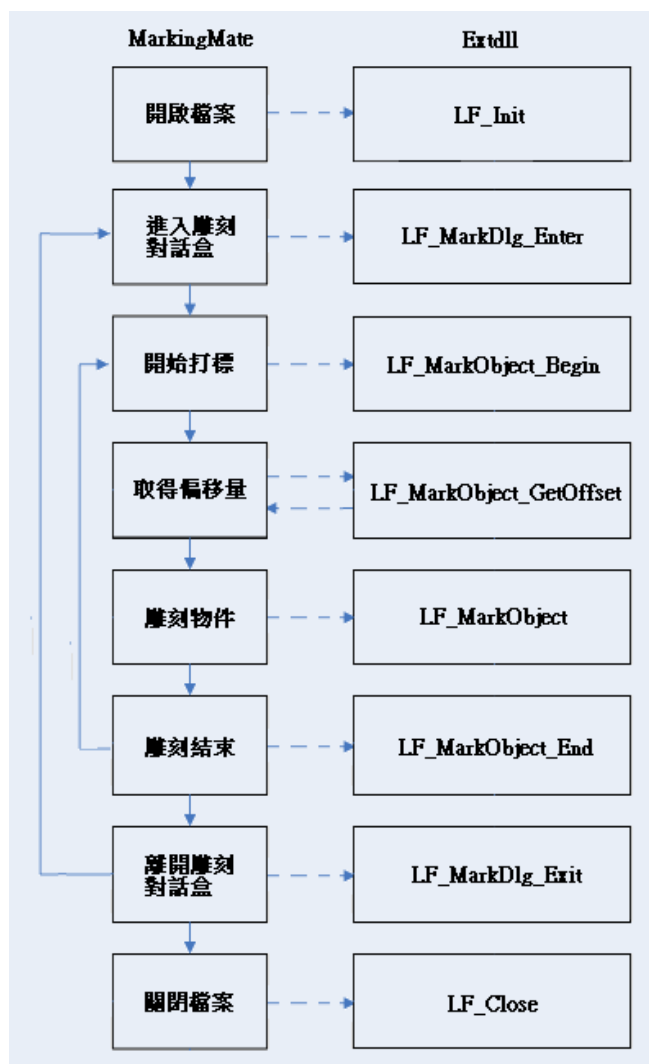 MarkingMate
Extdll
開啟檔案
LF_Init
進入雕刻
對話盒
LF_MarkDlg_Enter
開始打標
LF_MarkObject_Begin
取得偏移量
LF_MarkObject_GetOffset
雕刻物件
LF_MarkObject
雕刻結束
LF_MarkObject_End
離開雕刻
對話盒
LF_MarkDlg_Exit
關閉檔案
LF_Close